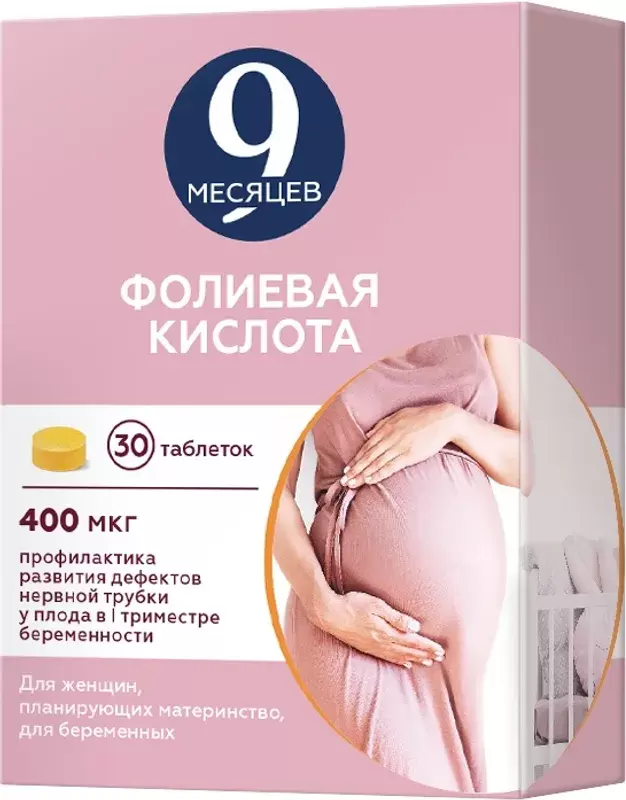 9
МЕСЯЦЕВ
ФОЛИЕВАЯ
КИСЛОТА
30 таблеток
400 мкг
профилактика
развития дефектов
нервной трубки
у плода в I триместре
беременности
Для женщин,
планирующих материнство,
для беременных